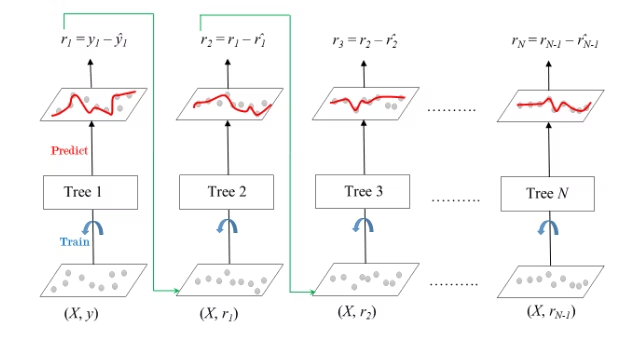 r1 = y1 – ŷ1 r2 = r1 – r̂1 r3 = r2 – r̂2 rN = rN-1 – r̂N-1
..........
Predict
Tree 1 Tree 2 Tree 3 .......... Tree N
Train
..........
(X, y) (X, r1) (X, r2) (X, rN-1)